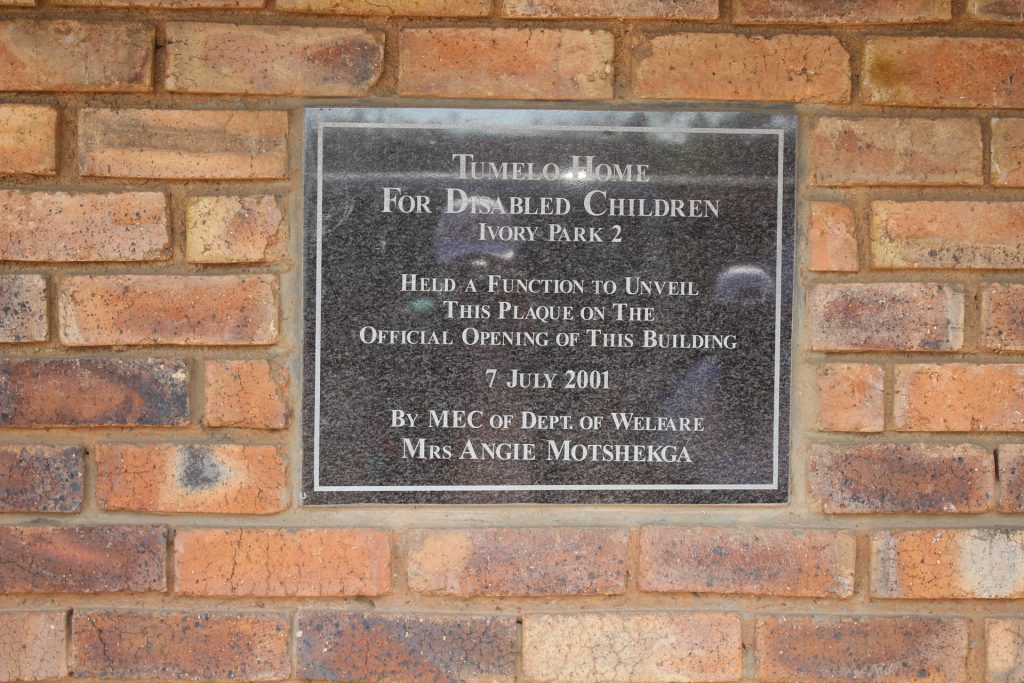 TUMELO HOME
FOR DISABLED CHILDREN
IVORY PARK 2
HELD A FUNCTION TO UNVEIL
THIS PLAQUE ON THE
OFFICIAL OPENING OF THIS BUILDING
7 JULY 2001
BY MEC OF DEPT. OF WELFARE
MRS ANGIE MOTSHEKGA